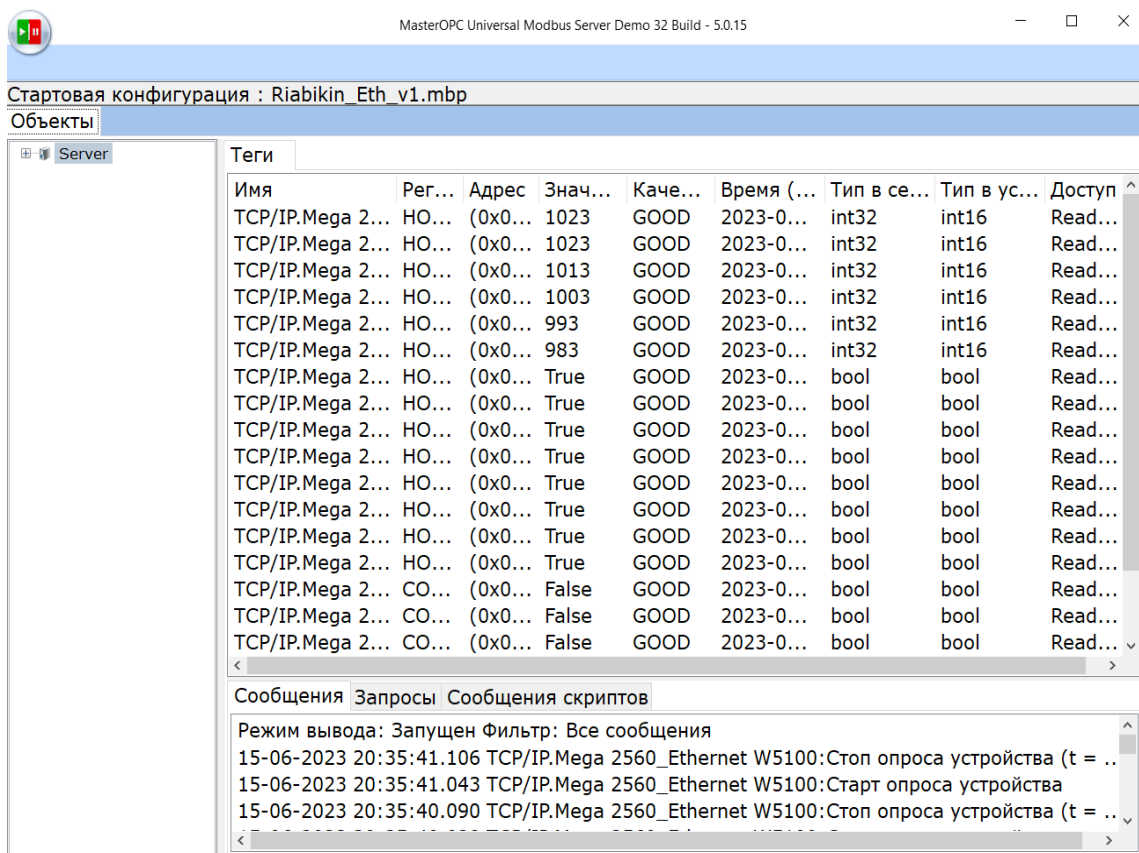 MasterOPC Universal Modbus Server Demo 32 Build - 5.0.15
Стартовая конфигурация : Riabikin_Eth_v1.mbp
Объекты
Server
Теги
Имя Рег... Адрес Знач... Каче... Время (... Тип в се... Тип в ус... Доступ
TCP/IP.Mega 2... HO... (0x0... 1023 GOOD 2023-0... int32 int16 Read...
TCP/IP.Mega 2... HO... (0x0... 1023 GOOD 2023-0... int32 int16 Read...
TCP/IP.Mega 2... HO... (0x0... 1013 GOOD 2023-0... int32 int16 Read...
TCP/IP.Mega 2... HO... (0x0... 1003 GOOD 2023-0... int32 int16 Read...
TCP/IP.Mega 2... HO... (0x0... 993 GOOD 2023-0... int32 int16 Read...
TCP/IP.Mega 2... HO... (0x0... 983 GOOD 2023-0... int32 int16 Read...
TCP/IP.Mega 2... HO... (0x0... True GOOD 2023-0... bool bool Read...
TCP/IP.Mega 2... HO... (0x0... True GOOD 2023-0... bool bool Read...
TCP/IP.Mega 2... HO... (0x0... True GOOD 2023-0... bool bool Read...
TCP/IP.Mega 2... HO... (0x0... True GOOD 2023-0... bool bool Read...
TCP/IP.Mega 2... HO... (0x0... True GOOD 2023-0... bool bool Read...
TCP/IP.Mega 2... HO... (0x0... True GOOD 2023-0... bool bool Read...
TCP/IP.Mega 2... HO... (0x0... True GOOD 2023-0... bool bool Read...
TCP/IP.Mega 2... HO... (0x0... True GOOD 2023-0... bool bool Read...
TCP/IP.Mega 2... CO... (0x0... False GOOD 2023-0... bool bool Read...
TCP/IP.Mega 2... CO... (0x0... False GOOD 2023-0... bool bool Read...
TCP/IP.Mega 2... CO... (0x0... False GOOD 2023-0... bool bool Read...
Сообщения Запросы Сообщения скриптов
Режим вывода: Запущен Фильтр: Все сообщения
15-06-2023 20:35:41.106 TCP/IP.Mega 2560_Ethernet W5100:Стоп опроса устройства (t = ..
15-06-2023 20:35:41.043 TCP/IP.Mega 2560_Ethernet W5100:Старт опроса устройства
15-06-2023 20:35:40.090 TCP/IP.Mega 2560_Ethernet W5100:Стоп опроса устройства (t = ..